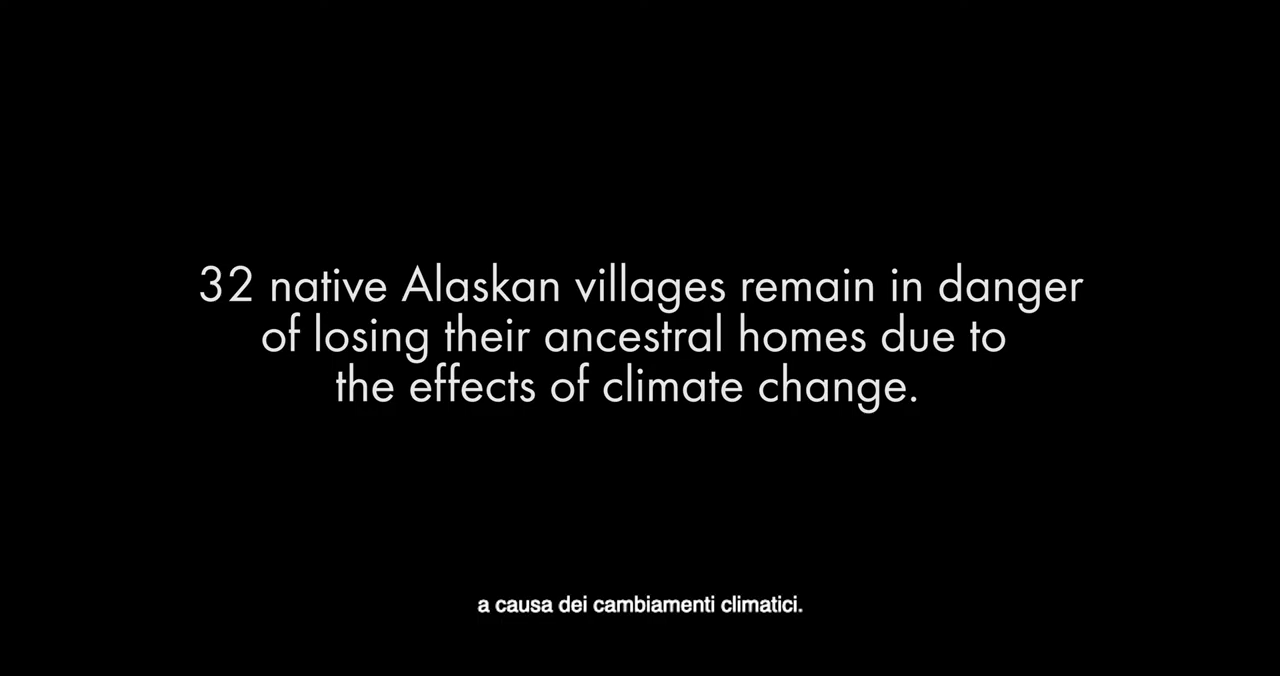 32 native Alaskan villages remain in danger
of losing their ancestral homes due to
the effects of climate change.
a causa dei cambiamenti climatici.